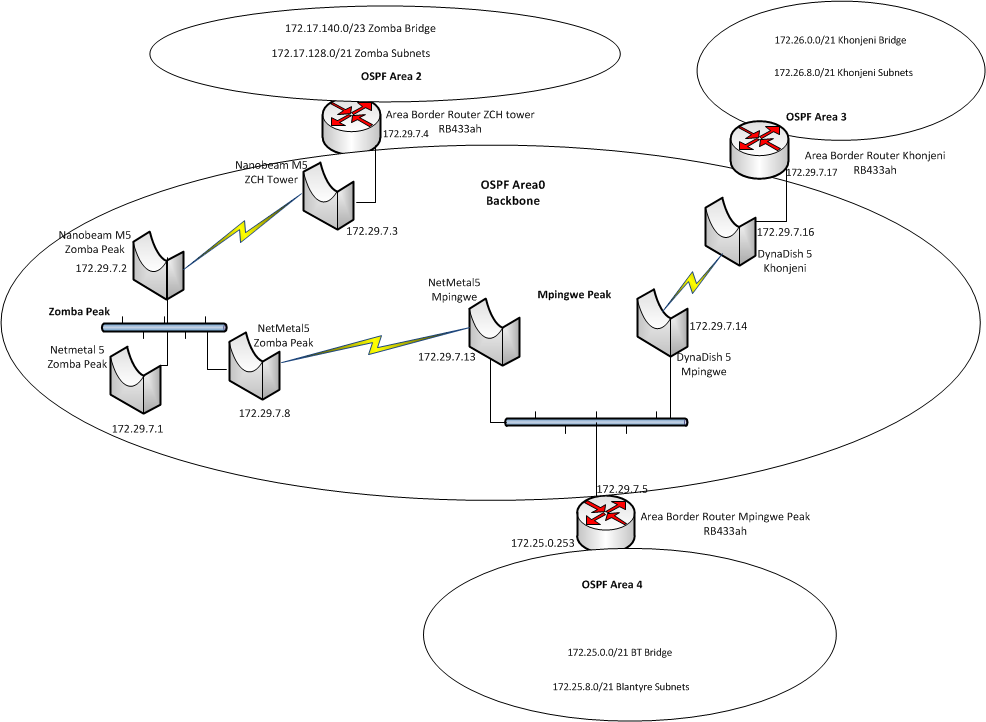 172.17.140.0/23 Zomba Bridge
172.17.128.0/21 Zomba Subnets
OSPF Area 2
172.26.0.0/21 Khonjeni Bridge
172.26.8.0/21 Khonjeni Subnets
OSPF Area 3
Area Border Router ZCH tower
RB433ah
172.29.7.4
Area Border Router Khonjeni
RB433ah
172.29.7.17
Nanobeam M5
ZCH Tower
172.29.7.3
OSPF Area0
Backbone
172.29.7.16
DynaDish 5
Khonjeni
Nanobeam M5
Zomba Peak
172.29.7.2
Zomba Peak
NetMetal5
Mpingwe
172.29.7.13
Mpingwe Peak
172.29.7.14
DynaDish 5
Mpingwe
Netmetal 5
Zomba Peak
172.29.7.1
NetMetal5
Zomba Peak
172.29.7.8
172.29.7.5
Area Border Router Mpingwe Peak
RB433ah
172.25.0.253
OSPF Area 4
172.25.0.0/21 BT Bridge
172.25.8.0/21 Blantyre Subnets